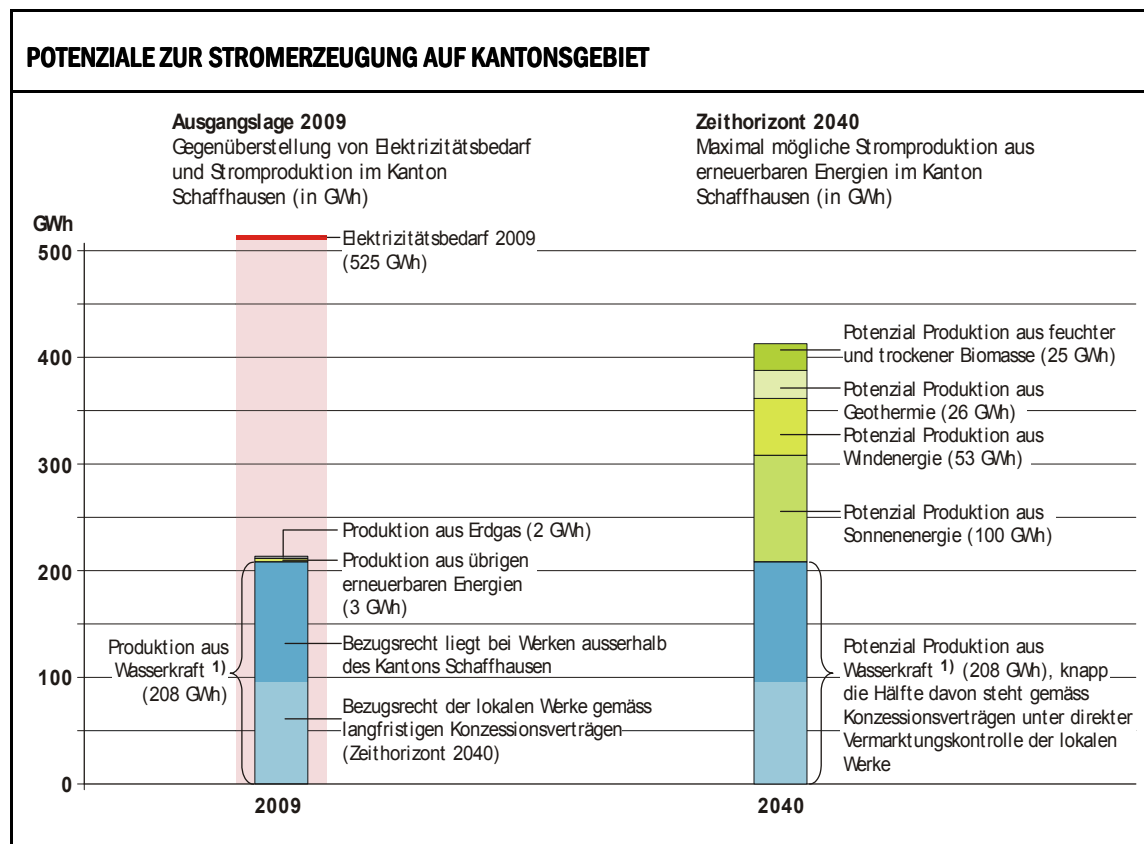 POTENZIALE ZUR STROMERZEUGUNG AUF KANTONSGEBIET
Ausgangslage 2009
Gegenüberstellung von Elektrizitätsbedarf
und Stromproduktion im Kanton
Schaffhausen (in GWh)
Zeithorizont 2040
Maximal mögliche Stromproduktion aus
erneuerbaren Energien im Kanton
Schaffhausen (in GWh)
GWh
500
400
300
200
100
0
Elektrizitätsbedarf 2009
(525 GWh)
Produktion aus Erdgas (2 GWh)
Produktion aus übrigen
erneuerbaren Energien
(3 GWh)
Produktion aus
Wasserkraft 1)
(208 GWh)
Bezugsrecht liegt bei Werken ausserhalb
des Kantons Schaffhausen
Bezugsrecht der lokalen Werke gemäss
langfristigen Konzessionsverträgen
(Zeithorizont 2040)
2009
Potenzial Produktion aus feuchter
und trockener Biomasse (25 GWh)
Potenzial Produktion aus
Geothermie (26 GWh)
Potenzial Produktion aus
Windenergie (53 GWh)
Potenzial Produktion aus
Sonnenenergie (100 GWh)
Potenzial Produktion aus
Wasserkraft 1) (208 GWh), knapp
die Hälfte davon steht gemäss
Konzessionsverträgen unter direkter
Vermarktungskontrolle der lokalen
Werke
2040